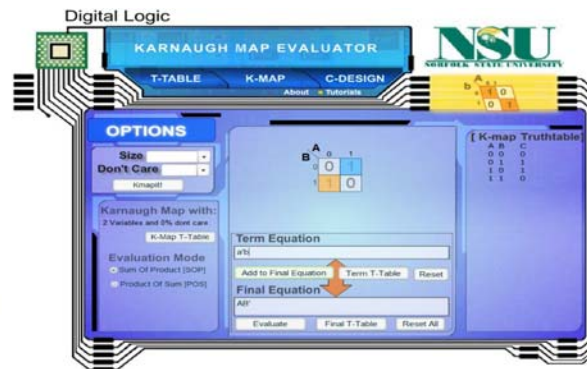 Digital Logic
KARNAUGH MAP EVALUATOR
T-TABLE K-MAP C-DESIGN
About Tutorials
NSU
NORFOLK STATE UNIVERSITY
A
b
1 0
0 1
OPTIONS
Size
Don't Care
Kmapit!
Karnaugh Map with:
2 Variables and 0% dont care
K-Map T-Table
Evaluation Mode
Sum Of Product [SOP]
Product Of Sum [POS]
A
B 0 1
0 0 1
1 1 0
Term Equation
a'b
Add to Final Equation Term T-Table Reset
Final Equation
AB'
Evaluate Final T-Table Reset All
[ K-map Truthtable]
A B C
0 0 0
0 1 1
1 0 1
1 1 0